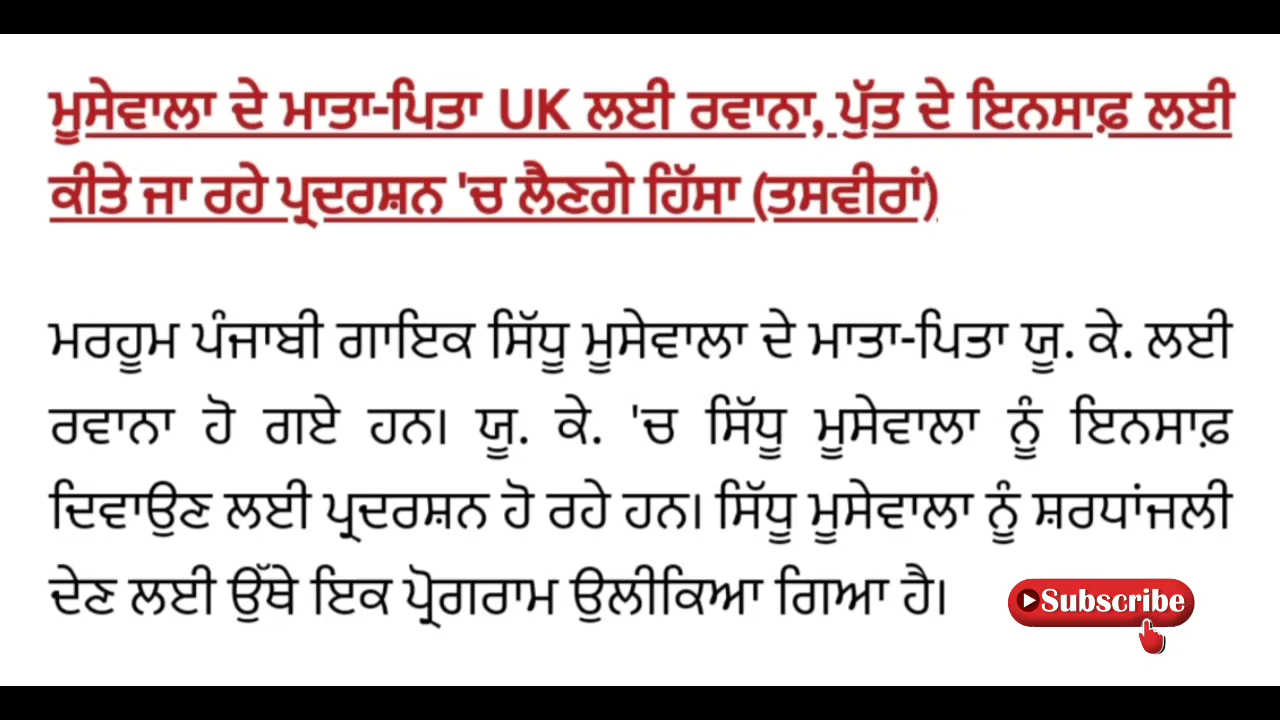 ਮੂਸੇਵਾਲਾ ਦੇ ਮਾਤਾ-ਪਿਤਾ UK ਲਈ ਰਵਾਨਾ, ਪੁੱਤ ਦੇ ਇਨਸਾਫ਼ ਲਈ
ਕੀਤੇ ਜਾ ਰਹੇ ਪ੍ਰਦਰਸ਼ਨ 'ਚ ਲੈਣਗੇ ਹਿੱਸਾ (ਤਸਵੀਰਾਂ)
ਮਰਹੂਮ ਪੰਜਾਬੀ ਗਾਇਕ ਸਿੱਧੂ ਮੂਸੇਵਾਲਾ ਦੇ ਮਾਤਾ-ਪਿਤਾ ਯੂ. ਕੇ. ਲਈ
ਰਵਾਨਾ ਹੋ ਗਏ ਹਨ। ਯੂ. ਕੇ. 'ਚ ਸਿੱਧੂ ਮੂਸੇਵਾਲਾ ਨੂੰ ਇਨਸਾਫ਼
ਦਿਵਾਉਣ ਲਈ ਪ੍ਰਦਰਸ਼ਨ ਹੋ ਰਹੇ ਹਨ। ਸਿੱਧੂ ਮੂਸੇਵਾਲਾ ਨੂੰ ਸ਼ਰਧਾਂਜਲੀ
ਦੇਣ ਲਈ ਉੱਥੇ ਇਕ ਪ੍ਰੋਗਰਾਮ ਉਲੀਕਿਆ ਗਿਆ ਹੈ।
Subscribe